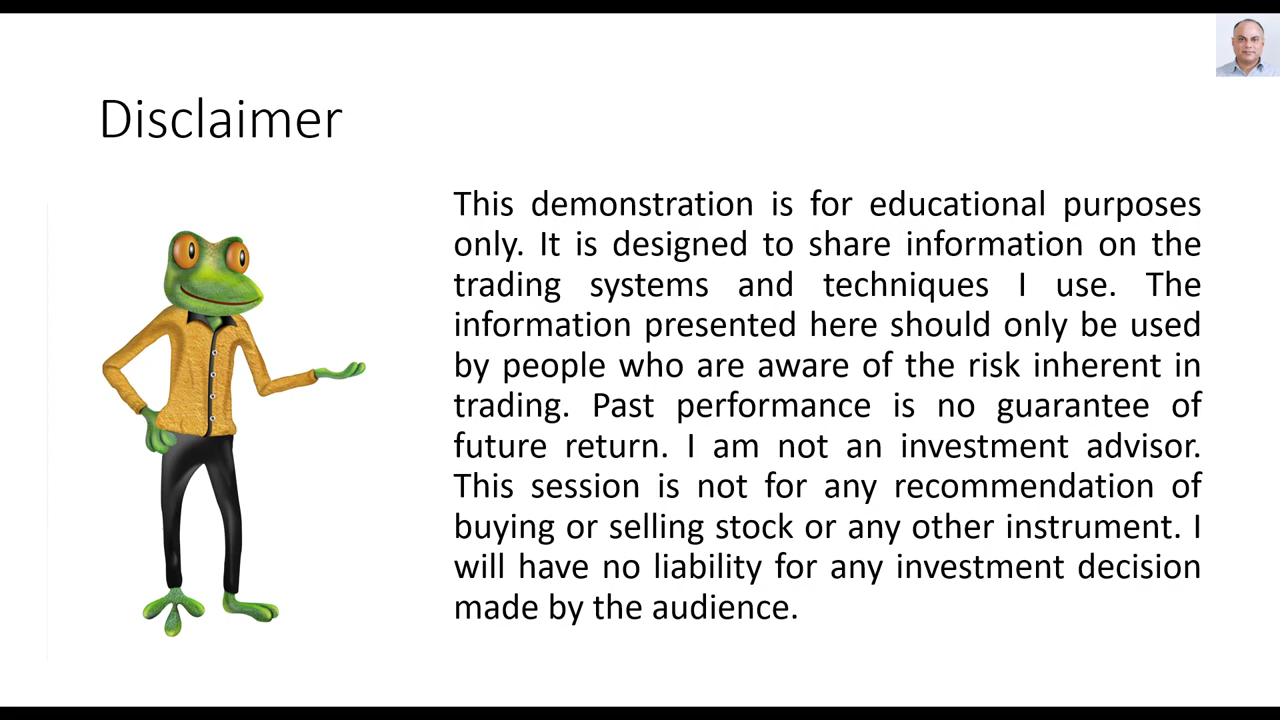 Disclaimer
This demonstration is for educational purposes
only. It is designed to share information on the
trading systems and techniques I use. The
information presented here should only be used
by people who are aware of the risk inherent in
trading. Past performance is no guarantee of
future return. I am not an investment advisor.
This session is not for any recommendation of
buying or selling stock or any other instrument. I
will have no liability for any investment decision
made by the audience.